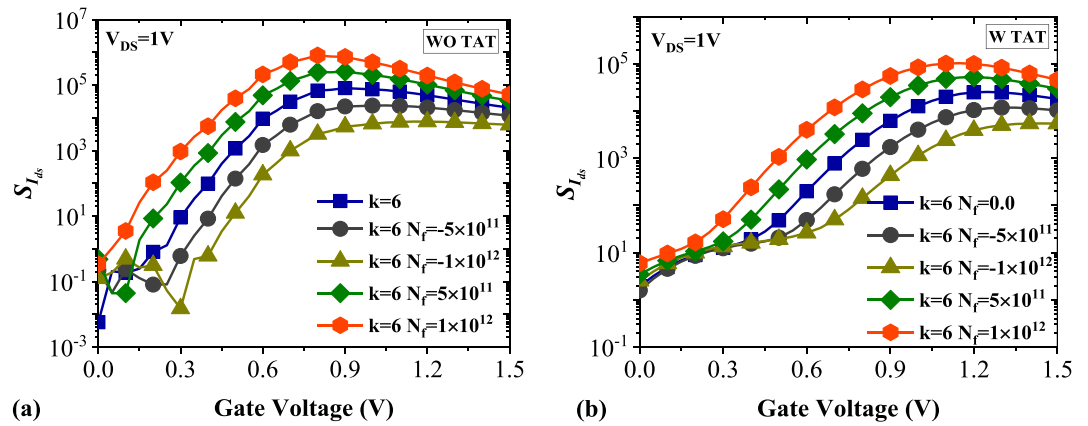 V_DS=1V
WO TAT
10^7
10^5
10^3
10^1
10^-1
10^-3
S_I_ds
k=6
k=6 N_f=-5×10^11
k=6 N_f=-1×10^12
k=6 N_f=5×10^11
k=6 N_f=1×10^12
0.0 0.3 0.6 0.9 1.2 1.5
Gate Voltage (V)
(a)
V_DS=1V
W TAT
10^5
10^3
10^1
10^-1
S_I_ds
k=6 N_f=0.0
k=6 N_f=-5×10^11
k=6 N_f=-1×10^12
k=6 N_f=5×10^11
k=6 N_f=1×10^12
0.0 0.3 0.6 0.9 1.2 1.5
Gate Voltage (V)
(b)